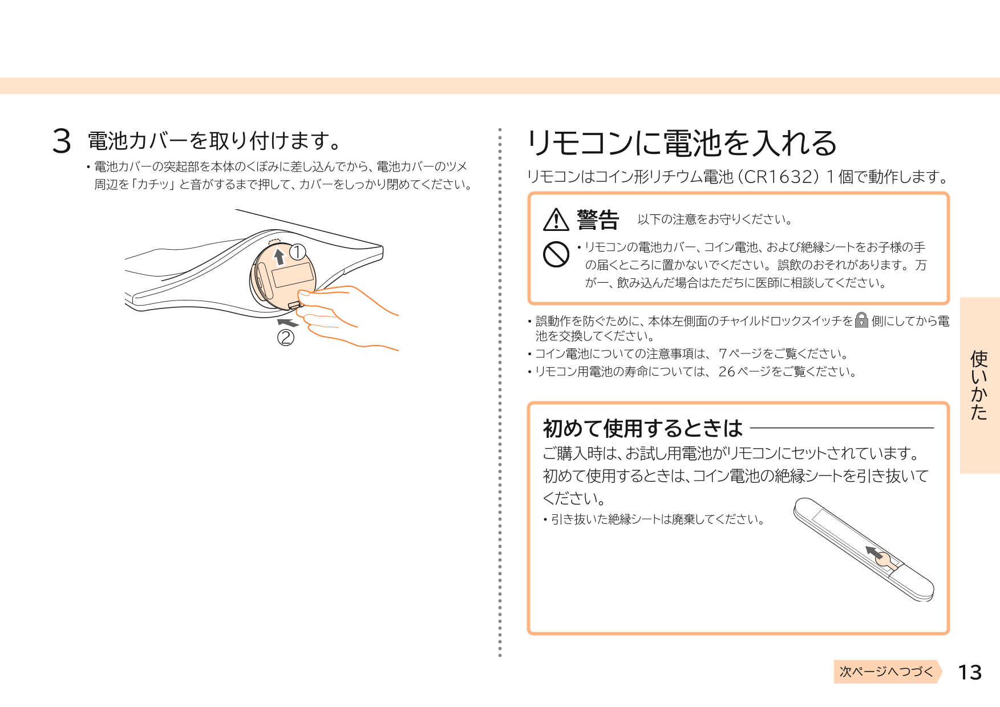 3 電池カバーを取り付けます。
・電池カバーの突起部を本体のくぼみに差し込んでから、電池カバーのツメ
周辺を「カチッ」と音がするまで押して、カバーをしっかり閉めてください。
①
②
リモコンに電池を入れる
リモコンはコイン形リチウム電池（CR1632）1個で動作します。
警告 以下の注意をお守りください。
・リモコンの電池カバー、コイン電池、および絶縁シートをお子様の手
の届くところに置かないでください。誤飲のおそれがあります。万
が一、飲み込んだ場合はただちに医師に相談してください。
・誤動作を防ぐために、本体左側面のチャイルドロックスイッチを側にしてから電
池を交換してください。
・コイン電池についての注意事項は、7ページをご覧ください。
・リモコン用電池の寿命については、26ページをご覧ください。
初めて使用するときは
ご購入時は、お試し用電池がリモコンにセットされています。
初めて使用するときは、コイン電池の絶縁シートを引き抜いて
ください。
・引き抜いた絶縁シートは廃棄してください。
使いかた
次ページへつづく
13